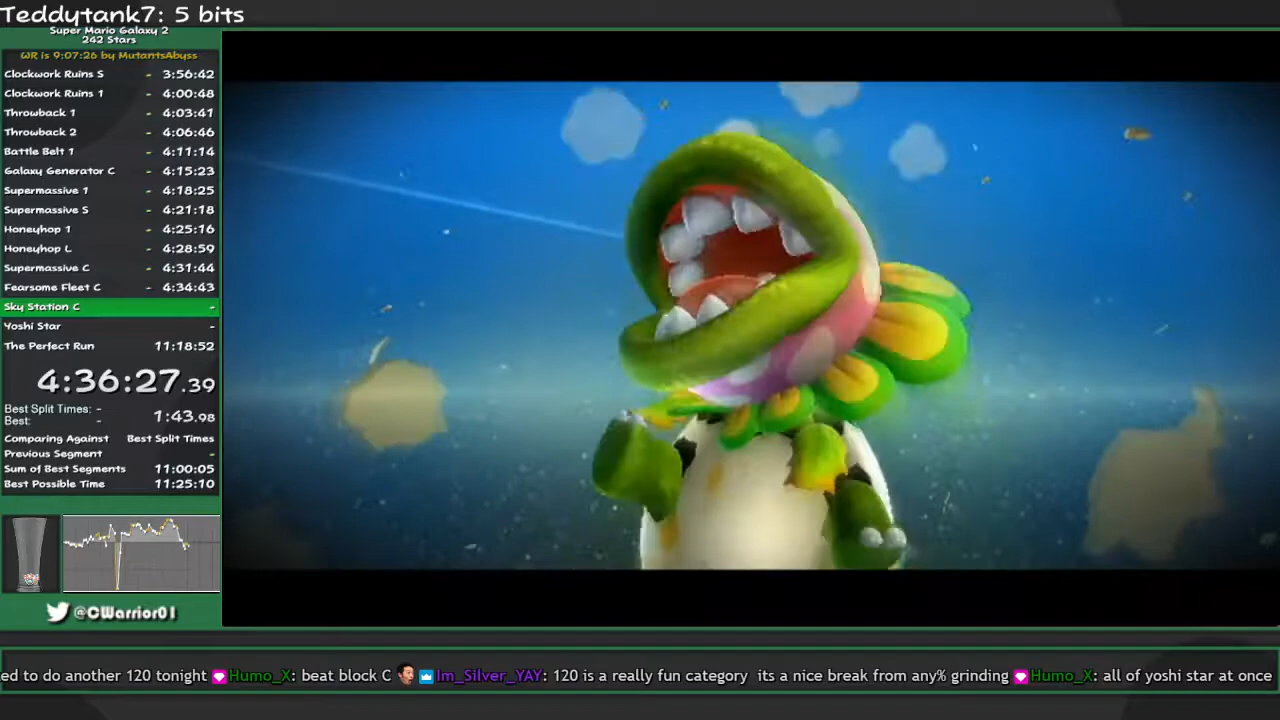 Teddytank7: 5 bits
Super Mario Galaxy 2
242 Stars
WR is 9:07:26 by MutantsAbyss
Clockwork Ruins S - 3:56:42
Clockwork Ruins 1 - 4:00:48
Throwback 1 - 4:03:41
Throwback 2 - 4:06:46
Battle Belt 1 - 4:11:14
Galaxy Generator C - 4:15:23
Supermassive 1 - 4:18:25
Supermassive S - 4:21:18
Honeyhop 1 - 4:25:16
Honeyhop L - 4:28:59
Supermassive C - 4:31:44
Fearsome Fleet C - 4:34:43
Sky Station C -
Yoshi Star -
The Perfect Run 11:18:52
4:36:27.39
Best Split Times: -
Best: - 1:43.98
Comparing Against Best Split Times
Previous Segment -
Sum of Best Segments 11:00:05
Best Possible Time 11:25:10
@CWarrior01
ed to do another 120 tonight Humo_X: beat block C Im_Silver_YAY: 120 is a really fun category its a nice break from any% grinding Humo_X: all of yoshi star at once